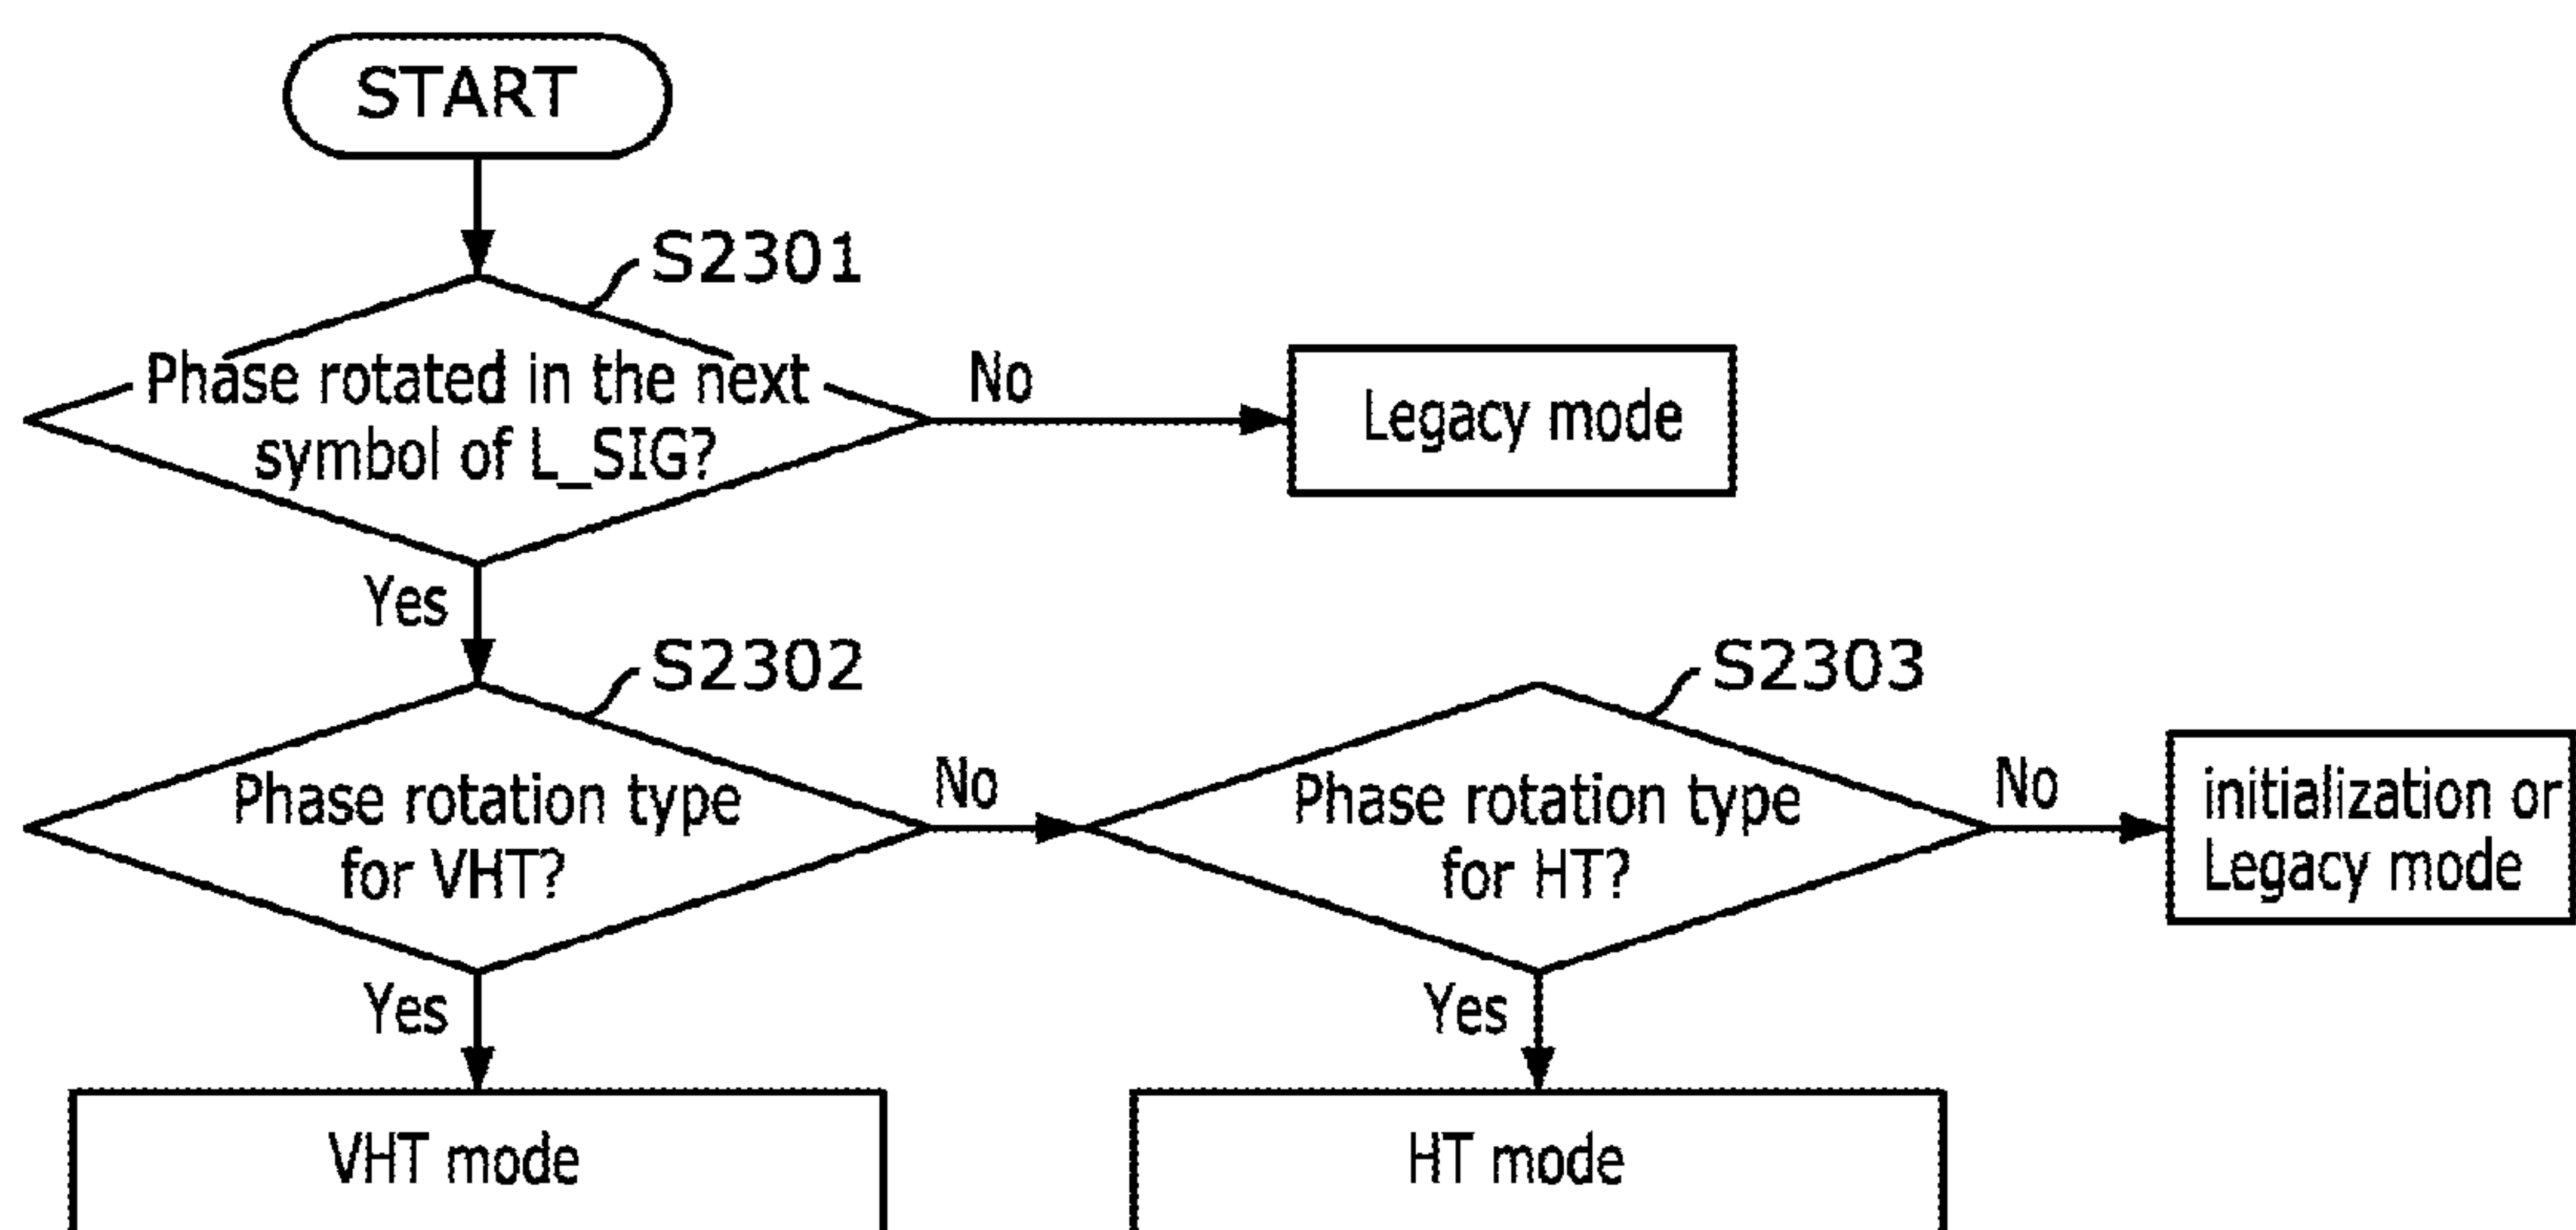 START
S2301
Phase rotated in the next
symbol of L_SIG?
No
Legacy mode
Yes
S2302
Phase rotation type
for VHT?
No
S2303
Phase rotation type
for HT?
No
initialization or
Legacy mode
Yes
Yes
VHT mode
HT mode